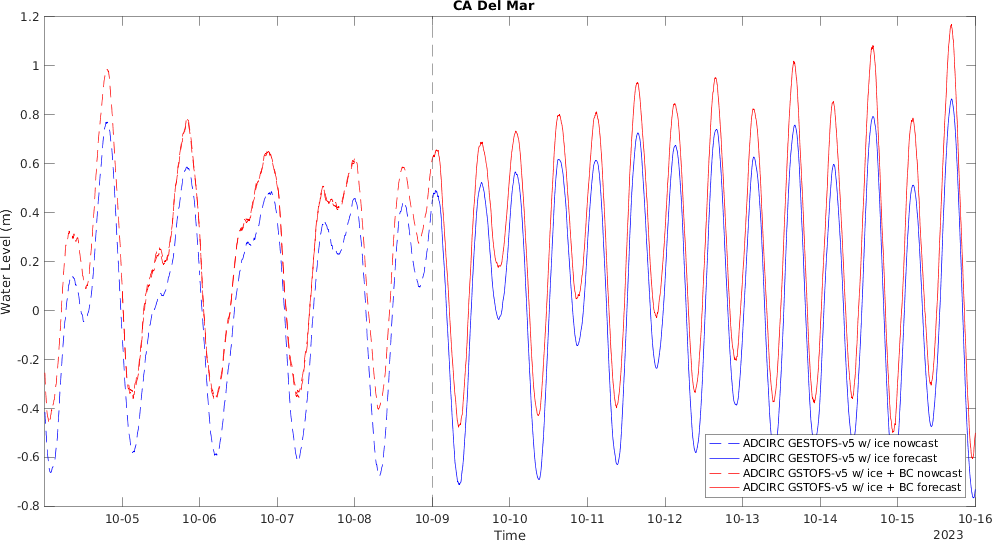 CA Del Mar
1.2
1
0.8
0.6
0.4
0.2
0
-0.2
-0.4
-0.6
-0.8
Water Level (m)
ADCIRC GESTOFS-v5 w/ ice nowcast
ADCIRC GESTOFS-v5 w/ ice forecast
ADCIRC GSTOFS-v5 w/ ice + BC nowcast
ADCIRC GSTOFS-v5 w/ ice + BC forecast
10-05 10-06 10-07 10-08 10-09 10-10 10-11 10-12 10-13 10-14 10-15 10-16
Time
2023